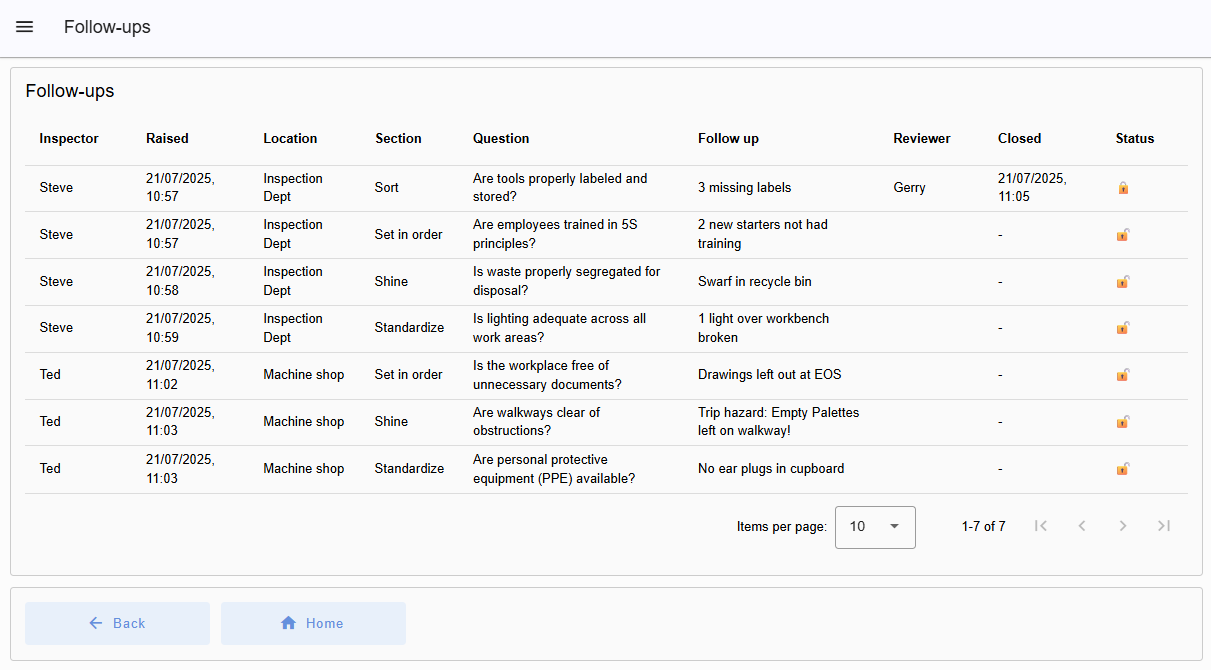 Follow-ups
Follow-ups
Inspector Raised Location Section Question Follow up Reviewer Closed Status
Steve 21/07/2025, 10:57 Inspection Dept Sort Are tools properly labeled and stored? 3 missing labels Gerry 21/07/2025, 11:05
Steve 21/07/2025, 10:57 Inspection Dept Set in order Are employees trained in 5S principles? 2 new starters not had training -
Steve 21/07/2025, 10:58 Inspection Dept Shine Is waste properly segregated for disposal? Swarf in recycle bin -
Steve 21/07/2025, 10:59 Inspection Dept Standardize Is lighting adequate across all work areas? 1 light over workbench broken -
Ted 21/07/2025, 11:02 Machine shop Set in order Is the workplace free of unnecessary documents? Drawings left out at EOS -
Ted 21/07/2025, 11:03 Machine shop Shine Are walkways clear of obstructions? Trip hazard: Empty Palettes left on walkway! -
Ted 21/07/2025, 11:03 Machine shop Standardize Are personal protective equipment (PPE) available? No ear plugs in cupboard -
Items per page: 10 1-7 of 7
Back Home